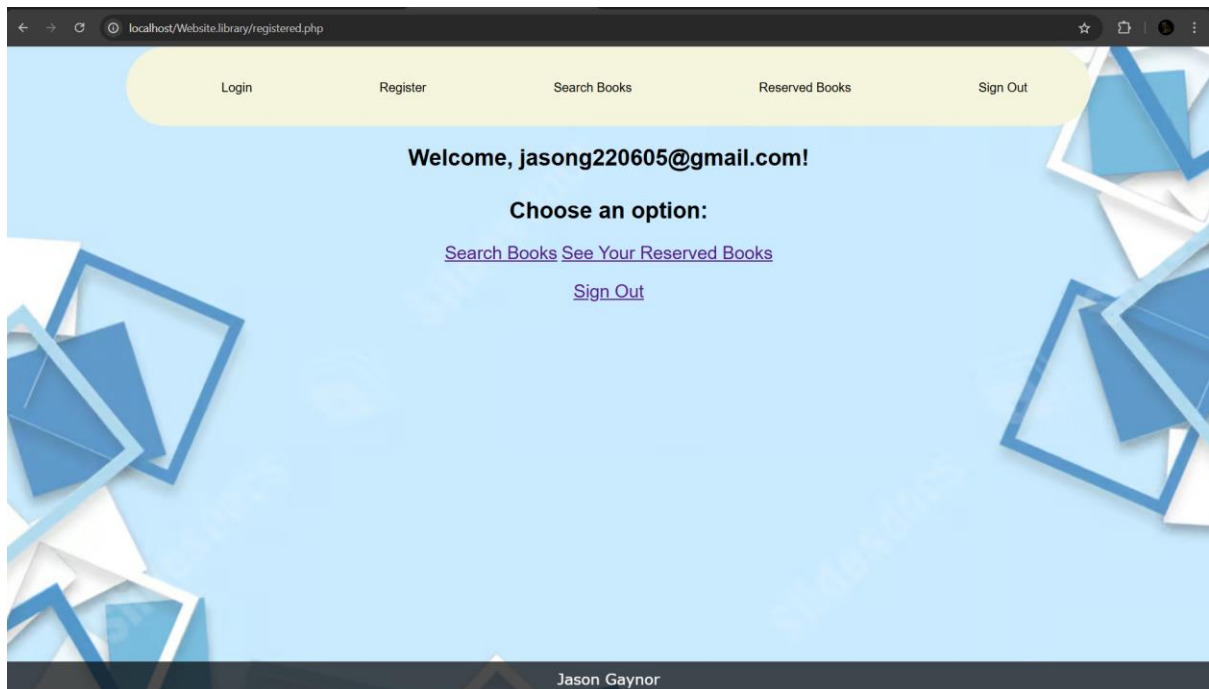 localhost/Website.library/registered.php
Login Register Search Books Reserved Books Sign Out
Welcome, jasong220605@gmail.com!
Choose an option:
Search Books See Your Reserved Books
Sign Out
Jason Gaynor